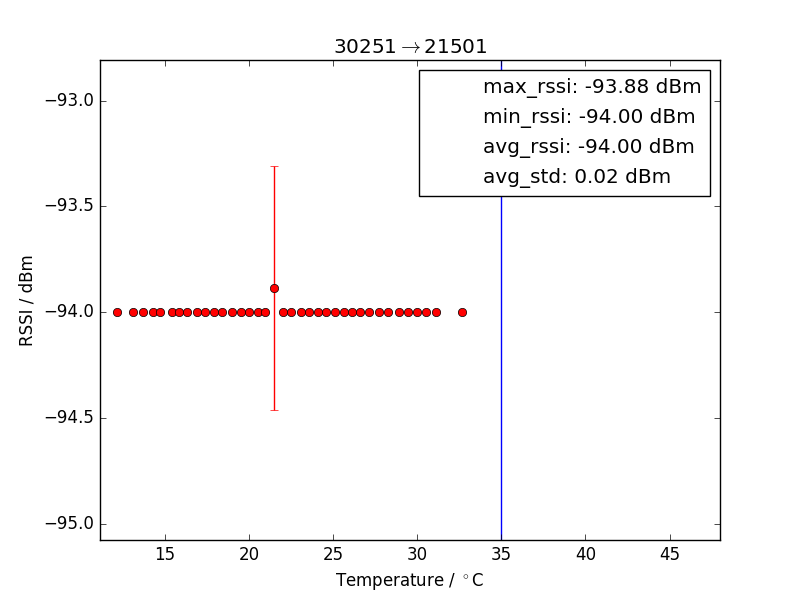 30251→21501
max_rssi: -93.88 dBm
min_rssi: -94.00 dBm
avg_rssi: -94.00 dBm
avg_std: 0.02 dBm
−93.0
−93.5
−94.0
−94.5
−95.0
RSSI / dBm
15 20 25 30 35 40 45
Temperature / °C